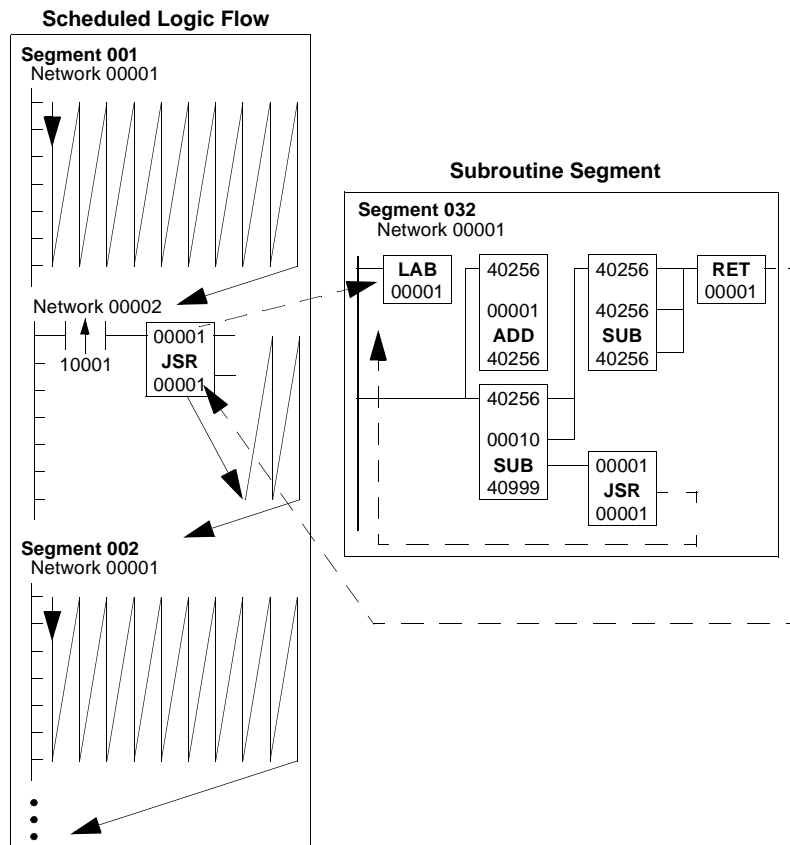 Scheduled Logic Flow
Segment 001
Network 00001
Network 00002
10001
00001
JSR
00001
Segment 002
Network 00001
Subroutine Segment
Segment 032
Network 00001
LAB
00001
40256
00001
ADD
40256
40256
00010
SUB
40999
40256
40256
SUB
40256
00001
JSR
00001
RET
00001